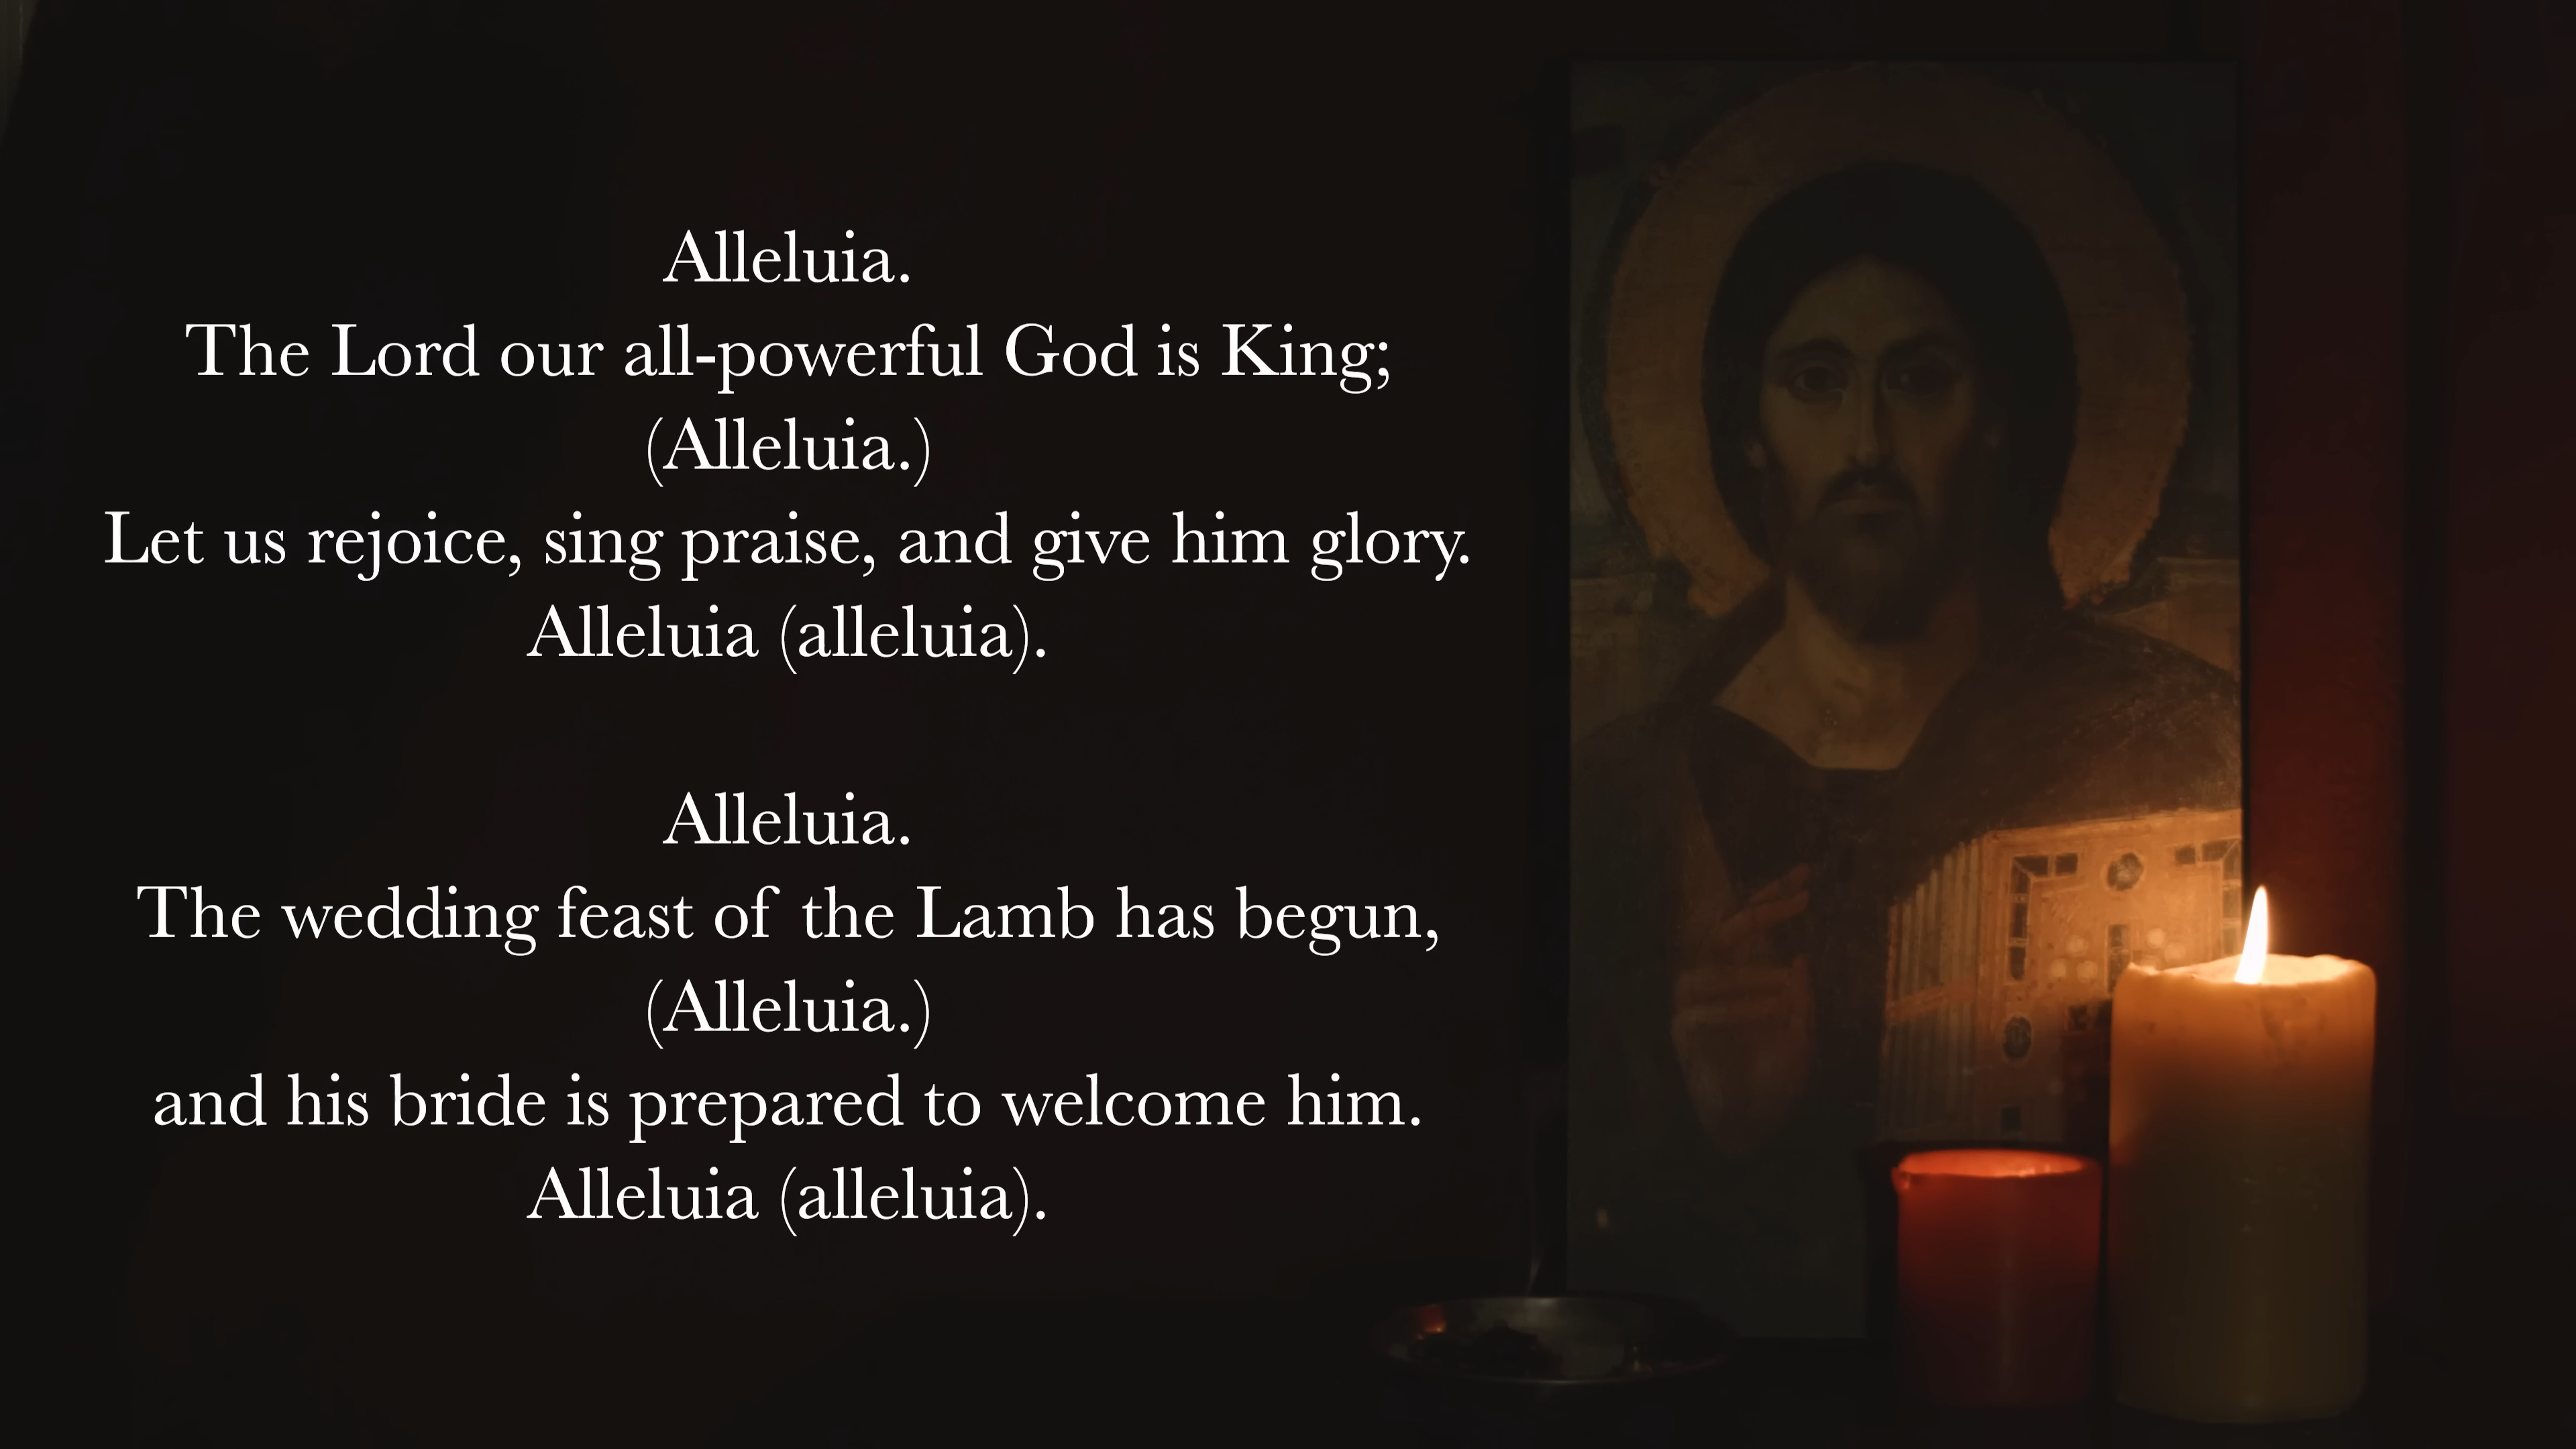 Alleluia.
The Lord our all-powerful God is King;
(Alleluia.)
Let us rejoice, sing praise, and give him glory.
Alleluia (alleluia).
Alleluia.
The wedding feast of the Lamb has begun,
(Alleluia.)
and his bride is prepared to welcome him.
Alleluia (alleluia).